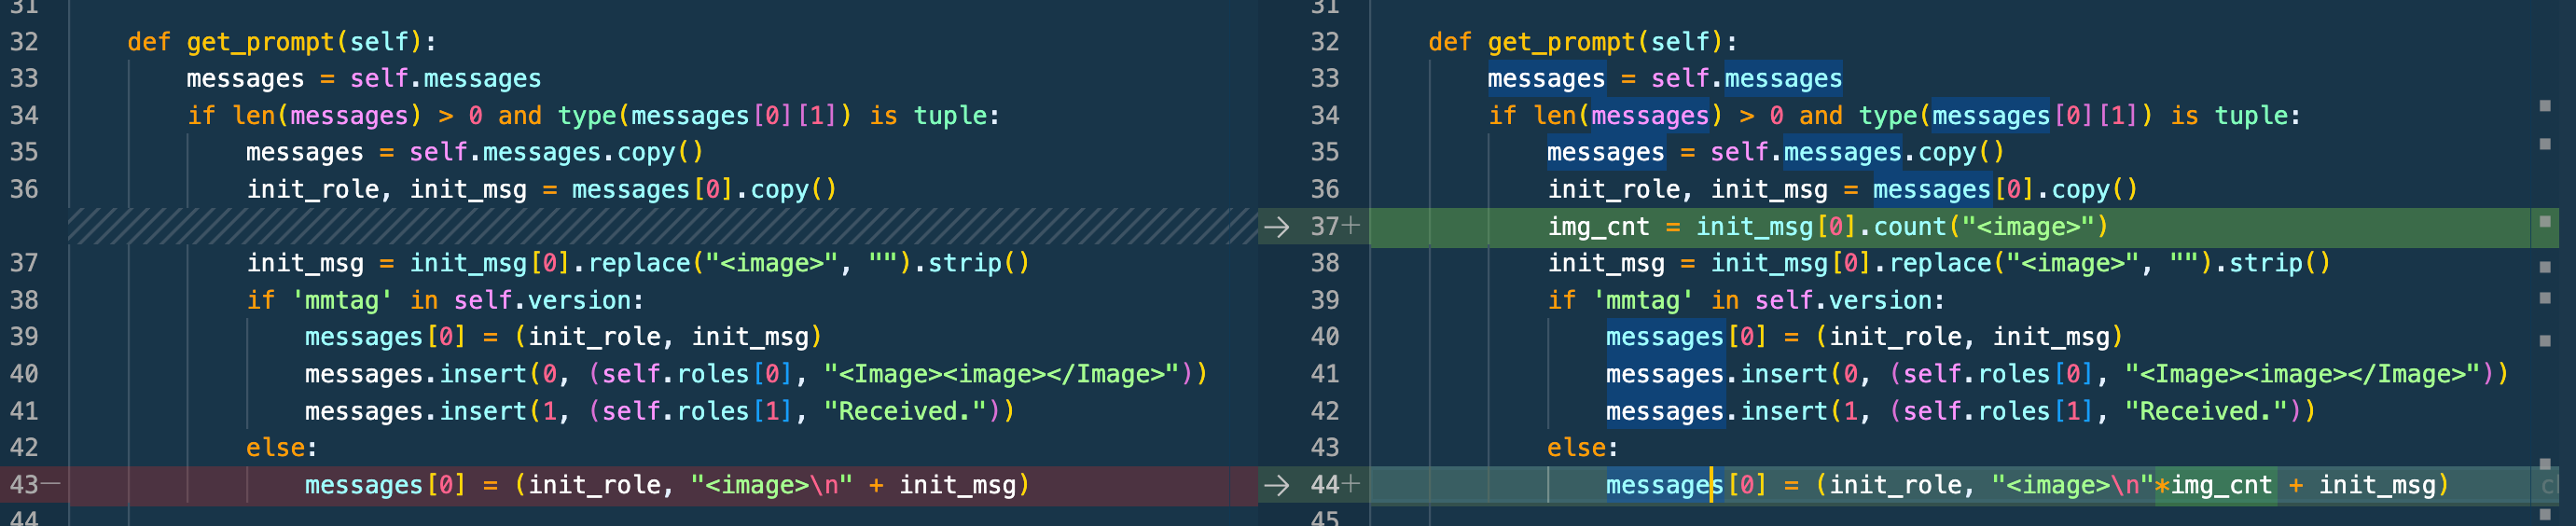 31
32 def get_prompt(self):
33 messages = self.messages
34 if len(messages) > 0 and type(messages[0][1]) is tuple:
35 messages = self.messages.copy()
36 init_role, init_msg = messages[0].copy()
37 init_msg = init_msg[0].replace("<image>", "").strip()
38 if 'mmtag' in self.version:
39 messages[0] = (init_role, init_msg)
40 messages.insert(0, (self.roles[0], "<Image><image></Image>"))
41 messages.insert(1, (self.roles[1], "Received."))
42 else:
43— messages[0] = (init_role, "<image>\n" + init_msg)
44
31
32 def get_prompt(self):
33 messages = self.messages
34 if len(messages) > 0 and type(messages[0][1]) is tuple:
35 messages = self.messages.copy()
36 init_role, init_msg = messages[0].copy()
→ 37+ img_cnt = init_msg[0].count("<image>")
38 init_msg = init_msg[0].replace("<image>", "").strip()
39 if 'mmtag' in self.version:
40 messages[0] = (init_role, init_msg)
41 messages.insert(0, (self.roles[0], "<Image><image></Image>"))
42 messages.insert(1, (self.roles[1], "Received."))
43 else:
→ 44+ messages[0] = (init_role, "<image>\n"*img_cnt + init_msg)
45